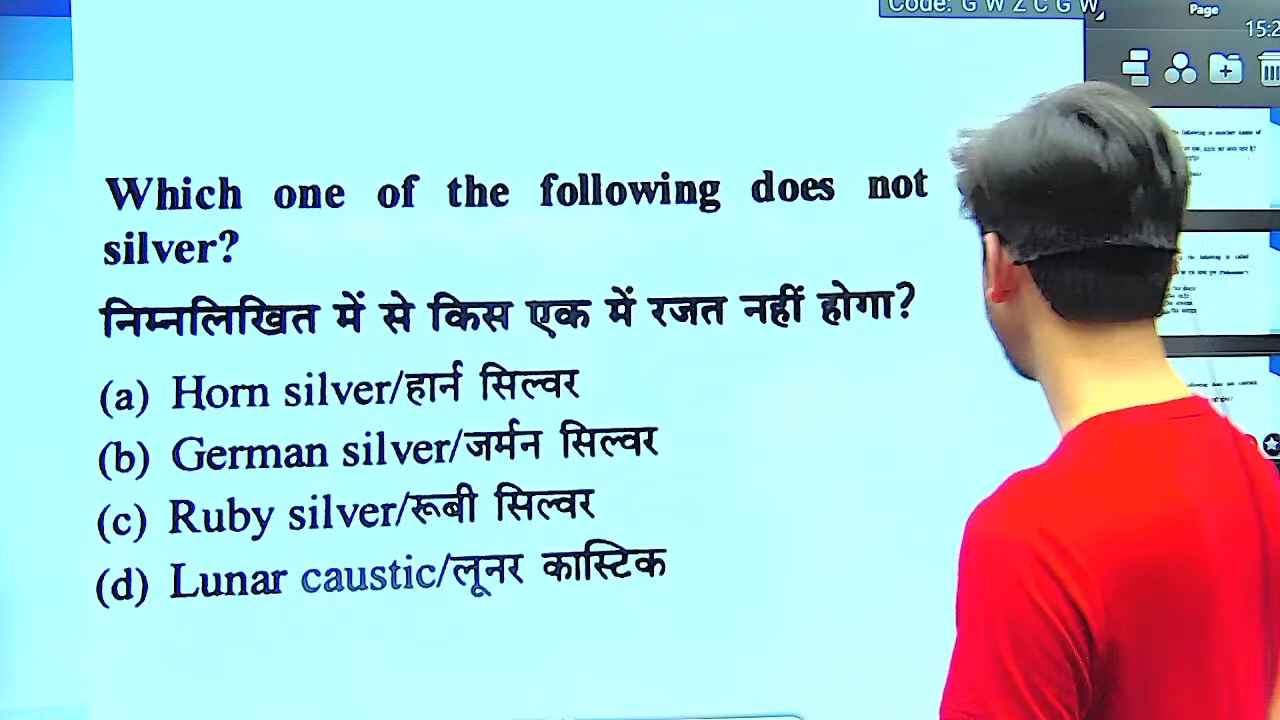 Code: G W Z C G W
Page
Which one of the following does not
silver?
निम्नलिखित में से किस एक में रजत नहीं होगा?
(a) Horn silver/हार्न सिल्वर
(b) German silver/जर्मन सिल्वर
(c) Ruby silver/रूबी सिल्वर
(d) Lunar caustic/लूनर कास्टिक